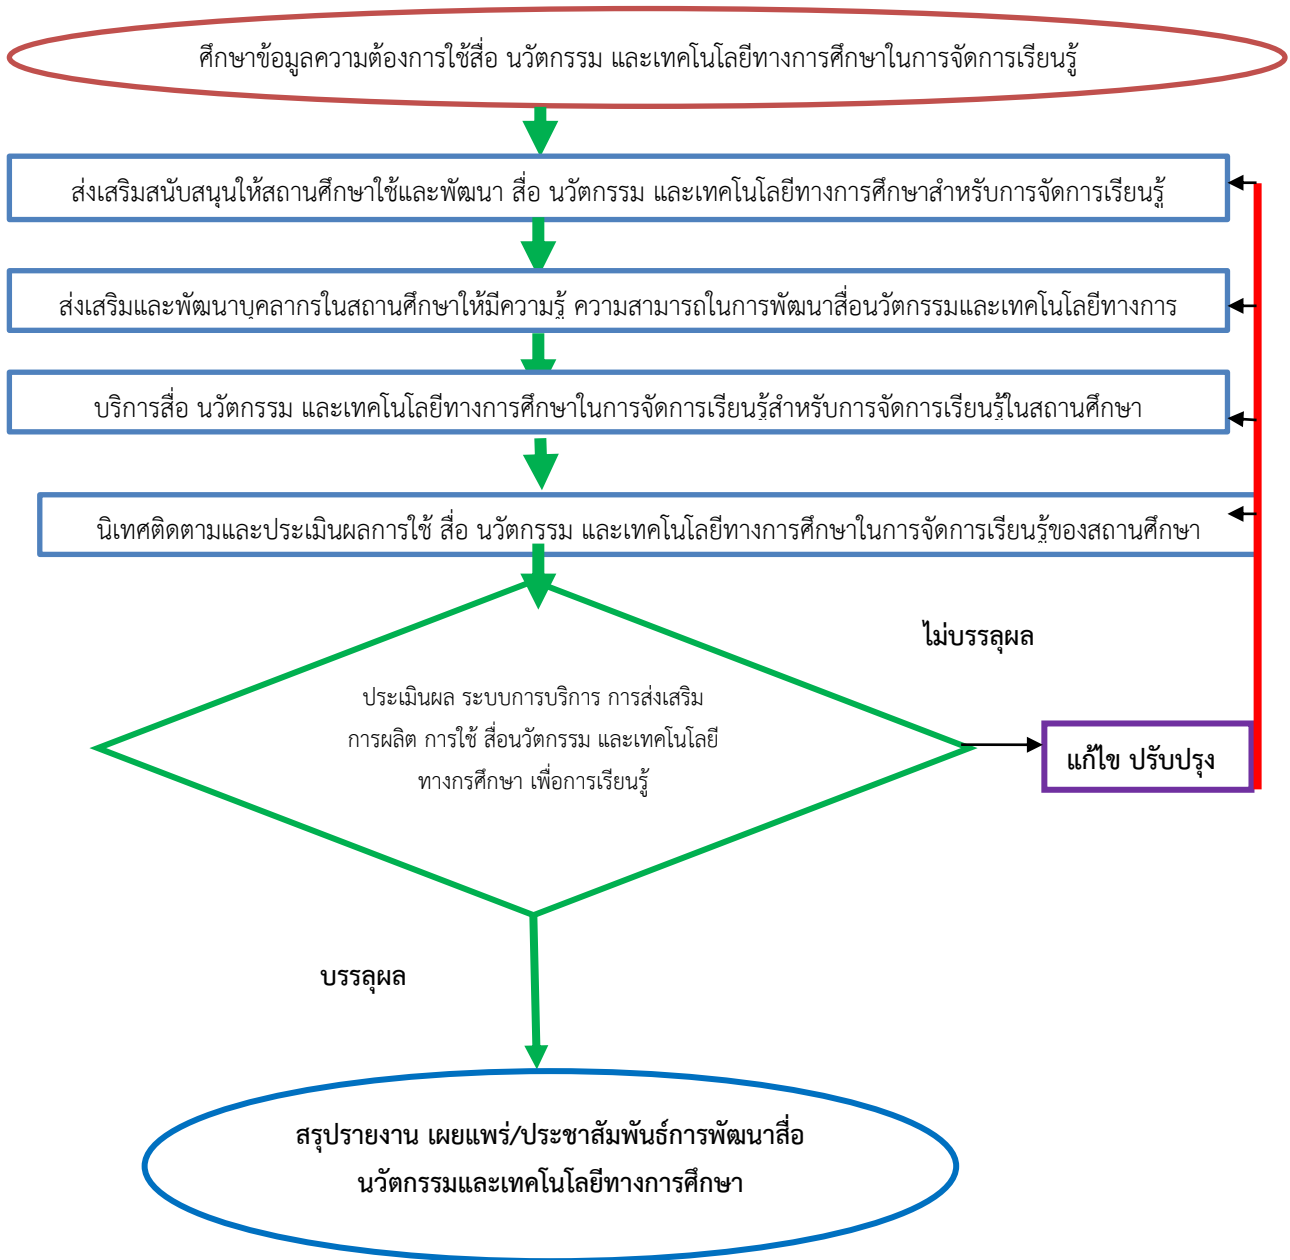 ศึกษาข้อมูลความต้องการใช้สื่อ นวัตกรรม และเทคโนโลยีทางการศึกษาในการจัดการเรียนรู้
ส่งเสริมสนับสนุนให้สถานศึกษาใช้และพัฒนา สื่อ นวัตกรรม และเทคโนโลยีทางการศึกษาสำหรับการจัดการเรียนรู้
ส่งเสริมและพัฒนาบุคลากรในสถานศึกษาให้มีความรู้ ความสามารถในการพัฒนาสื่อนวัตกรรมและเทคโนโลยีทางการ
บริการสื่อ นวัตกรรม และเทคโนโลยีทางการศึกษาในการจัดการเรียนรู้สำหรับการจัดการเรียนรู้ในสถานศึกษา
นิเทศติดตามและประเมินผลการใช้ สื่อ นวัตกรรม และเทคโนโลยีทางการศึกษาในการจัดการเรียนรู้ของสถานศึกษา
ไม่บรรลุผล
ประเมินผล ระบบการบริการ การส่งเสริม
การผลิต การใช้ สื่อนวัตกรรม และเทคโนโลยี
ทางกรศึกษา เพื่อการเรียนรู้
แก้ไข ปรับปรุง
บรรลุผล
สรุปรายงาน เผยแพร่/ประชาสัมพันธ์การพัฒนาสื่อ
นวัตกรรมและเทคโนโลยีทางการศึกษา